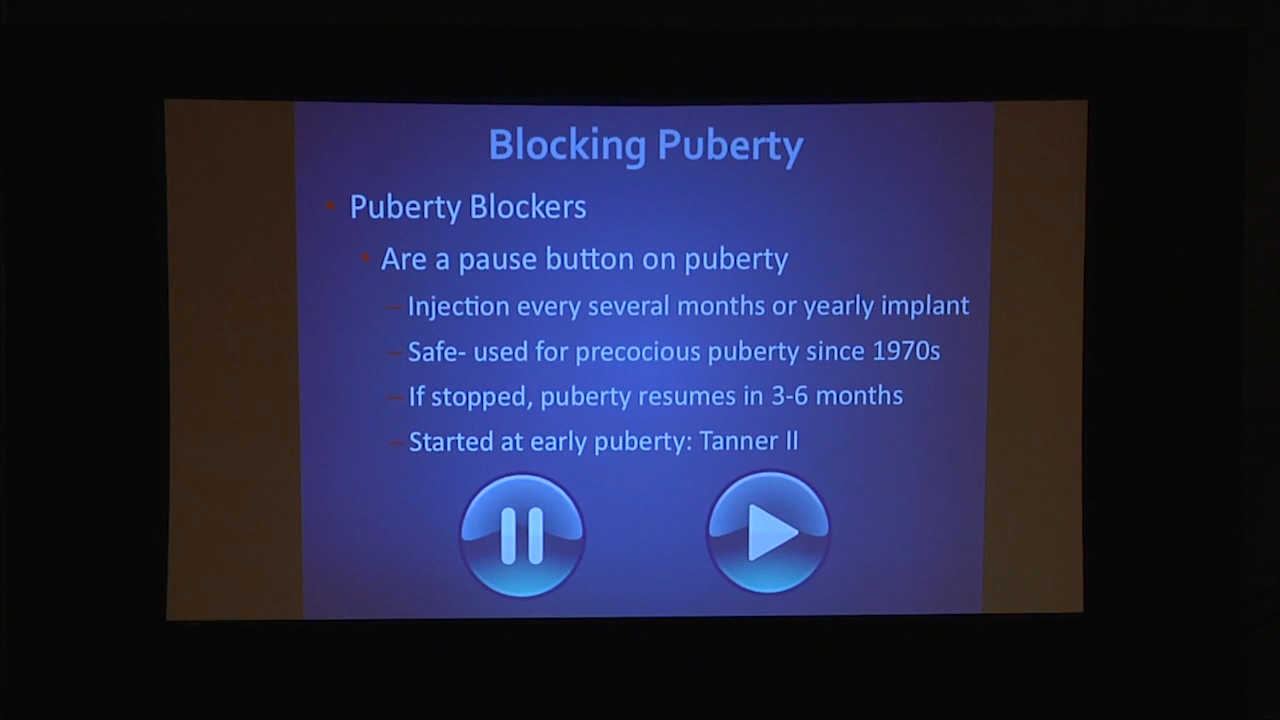 Blocking Puberty
• Puberty Blockers
• Are a pause button on puberty
– Injection every several months or yearly implant
– Safe- used for precocious puberty since 1970s
– If stopped, puberty resumes in 3-6 months
– Started at early puberty: Tanner II